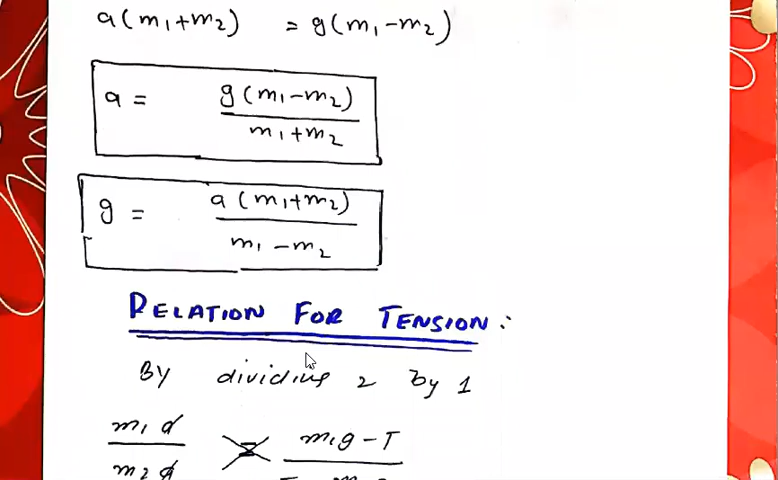 a(m₁+m₂) = g(m₁-m₂)
a = g(m₁-m₂)
m₁+m₂
g = a(m₁+m₂)
m₁-m₂
RELATION FOR TENSION:
BY dividing 2 by 1
m₁a = m₁g-T
m₂a